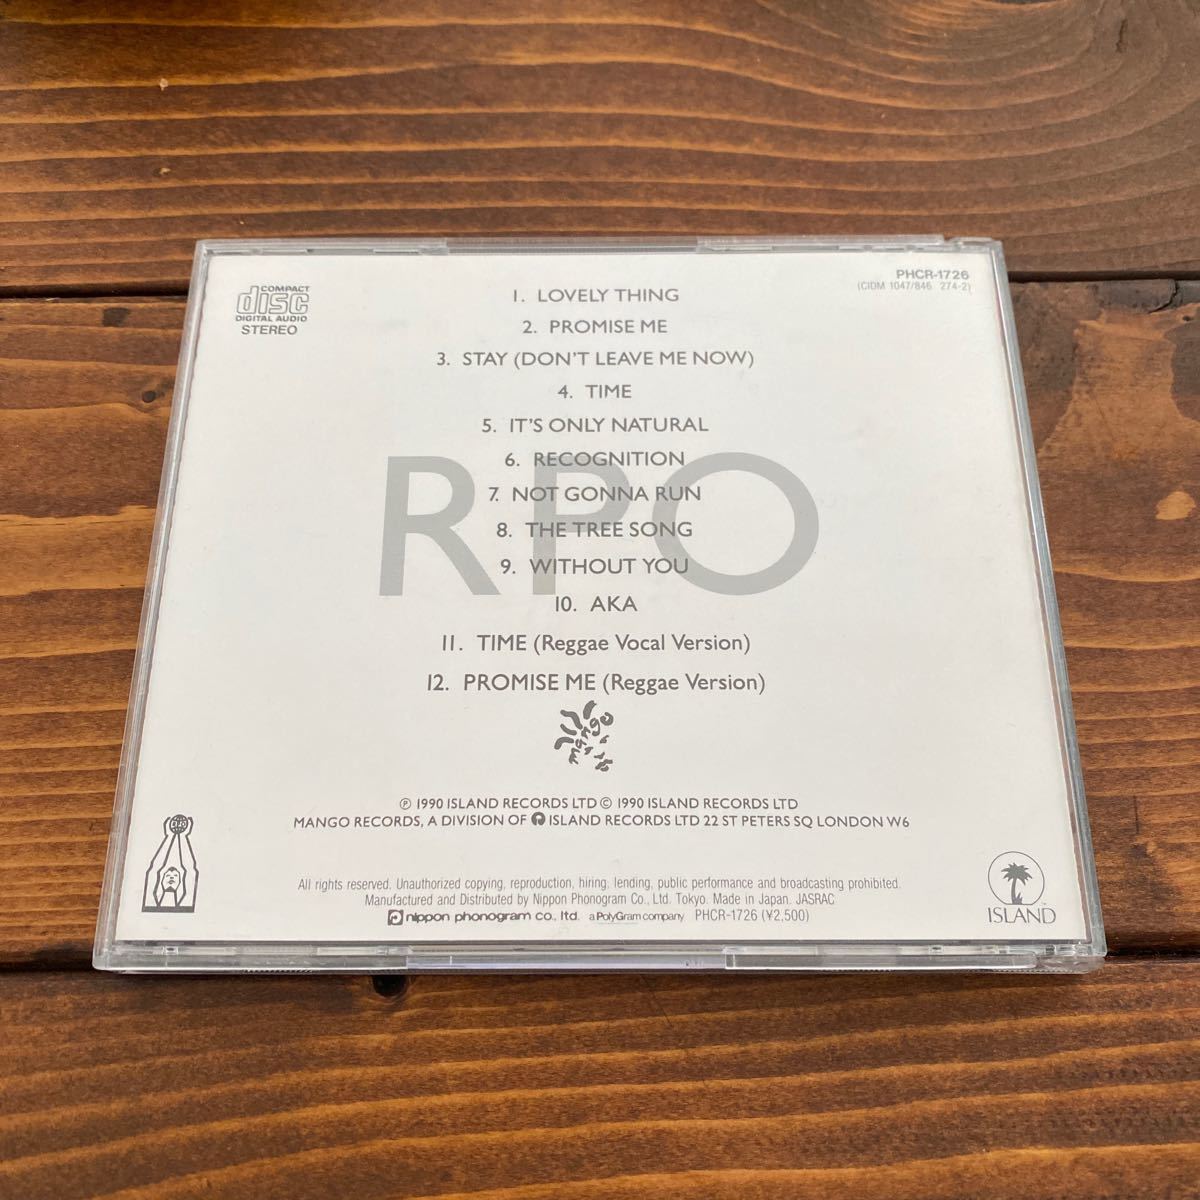 COMPACT
disc
DIGITAL AUDIO
STEREO
PHCR-1726
(CIDM 1047/846 274-2)
1. LOVELY THING
2. PROMISE ME
3. STAY (DON'T LEAVE ME NOW)
4. TIME
5. IT'S ONLY NATURAL
6. RECOGNITION
7. NOT GONNA RUN
8. THE TREE SONG
9. WITHOUT YOU
10. AKA
11. TIME (Reggae Vocal Version)
12. PROMISE ME (Reggae Version)
RPO
mango
℗ 1990 ISLAND RECORDS LTD © 1990 ISLAND RECORDS LTD
MANGO RECORDS, A DIVISION OF ISLAND RECORDS LTD 22 ST PETERS SQ LONDON W6
All rights reserved. Unauthorized copying, reproduction, hiring, lending, public performance and broadcasting prohibited.
Manufactured and Distributed by Nippon Phonogram Co., Ltd. Tokyo. Made in Japan. JASRAC
nippon phonogram co., ltd. a PolyGram company PHCR-1726 (¥2,500)
ISLAND